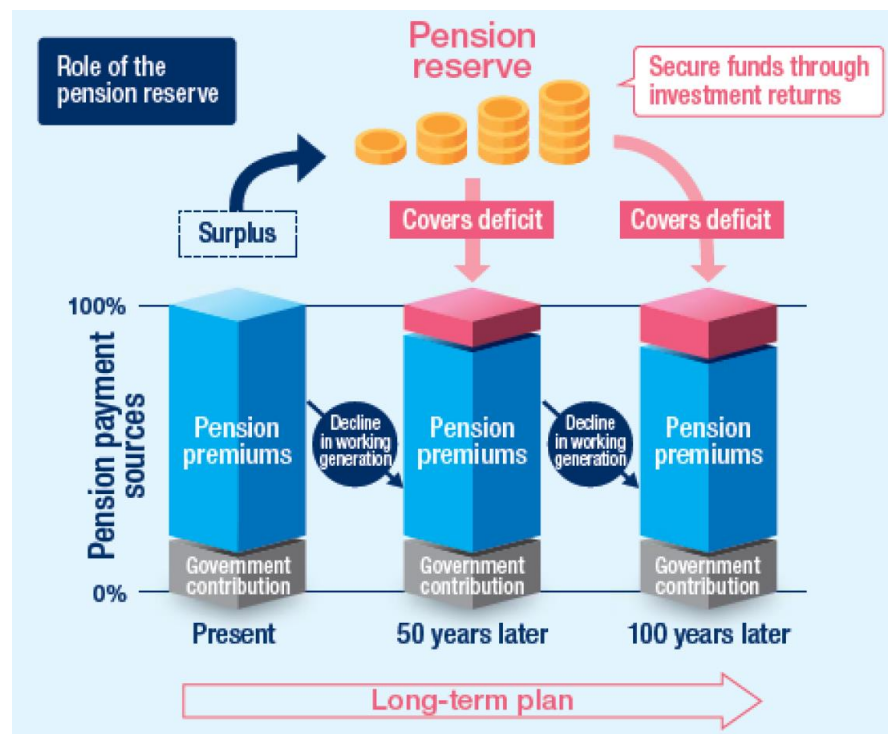 Role of the
pension reserve
Pension
reserve
Secure funds through
investment returns
Surplus
Covers deficit
Covers deficit
100%
0%
Pension payment
sources
Pension
premiums
Government
contribution
Decline
in working
generation
Pension
premiums
Government
contribution
Decline
in working
generation
Pension
premiums
Government
contribution
Present
50 years later
100 years later
Long-term plan